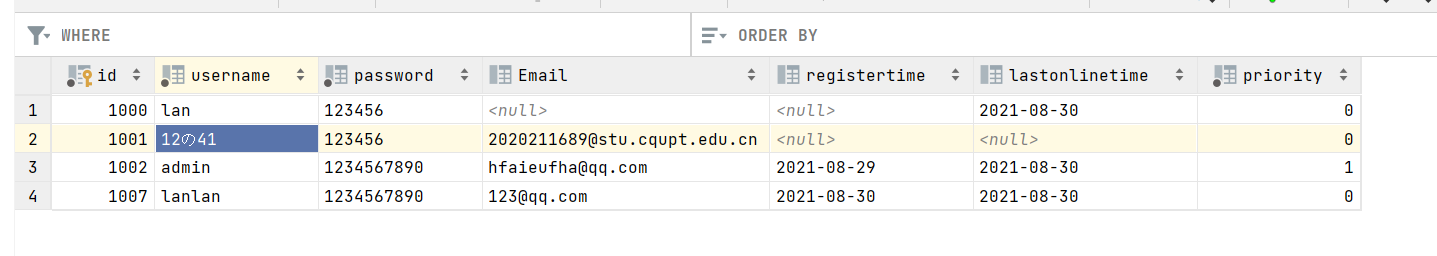 WHERE ORDER BY
id username password Email registertime lastonlinetime priority
1 1000 lan 123456 <null> <null> 2021-08-30 0
2 1001 12の41 123456 2020211689@stu.cqupt.edu.cn <null> <null> 0
3 1002 admin 1234567890 hfaieufha@qq.com 2021-08-29 2021-08-30 1
4 1007 lanlan 1234567890 123@qq.com 2021-08-30 2021-08-30 0